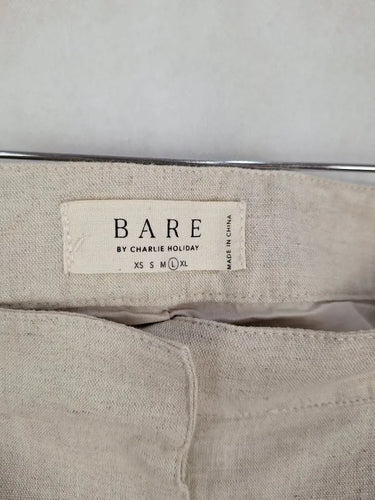 BARE
BY CHARLIE HOLIDAY
XS S M L XL
MADE IN CHINA